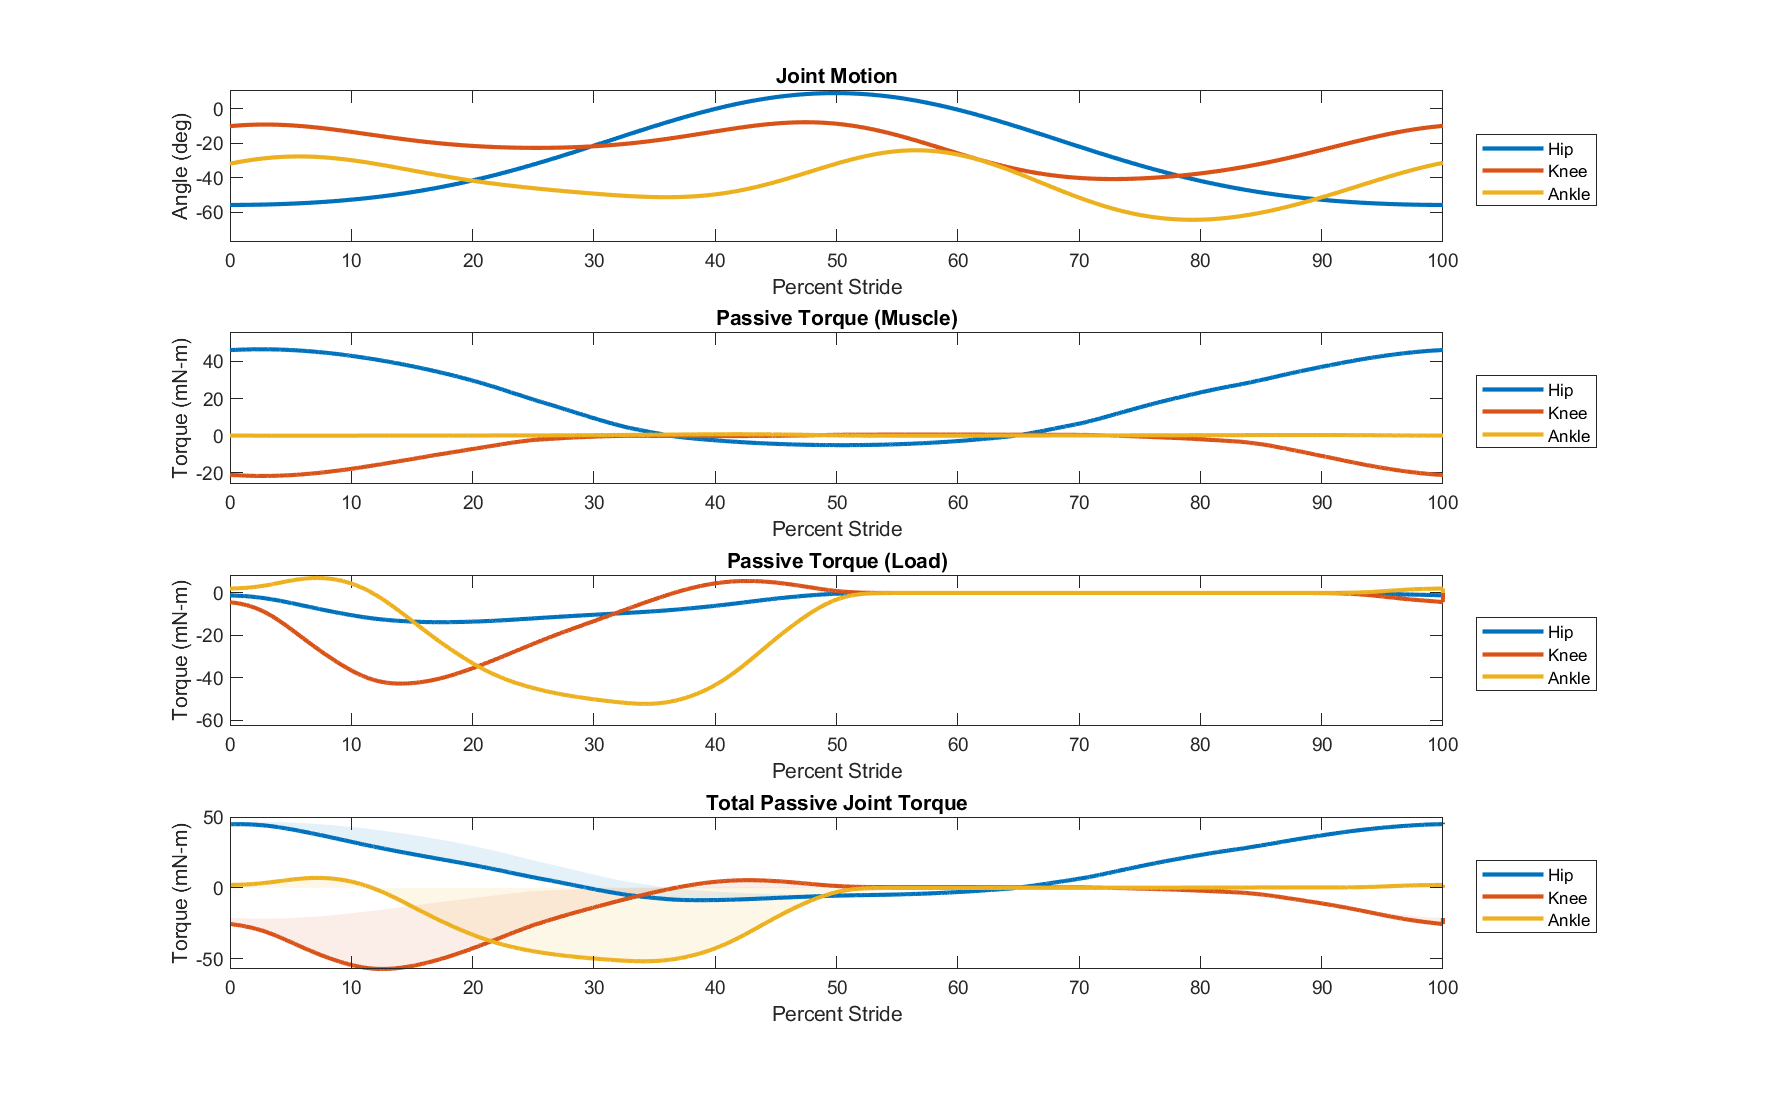 Joint Motion
Angle (deg)
0
-20
-40
-60
0 10 20 30 40 50 60 70 80 90 100
Percent Stride
Hip
Knee
Ankle
Passive Torque (Muscle)
Torque (mN-m)
40
20
0
-20
0 10 20 30 40 50 60 70 80 90 100
Percent Stride
Hip
Knee
Ankle
Passive Torque (Load)
Torque (mN-m)
0
-20
-40
-60
0 10 20 30 40 50 60 70 80 90 100
Percent Stride
Hip
Knee
Ankle
Total Passive Joint Torque
Torque (mN-m)
50
0
-50
0 10 20 30 40 50 60 70 80 90 100
Percent Stride
Hip
Knee
Ankle